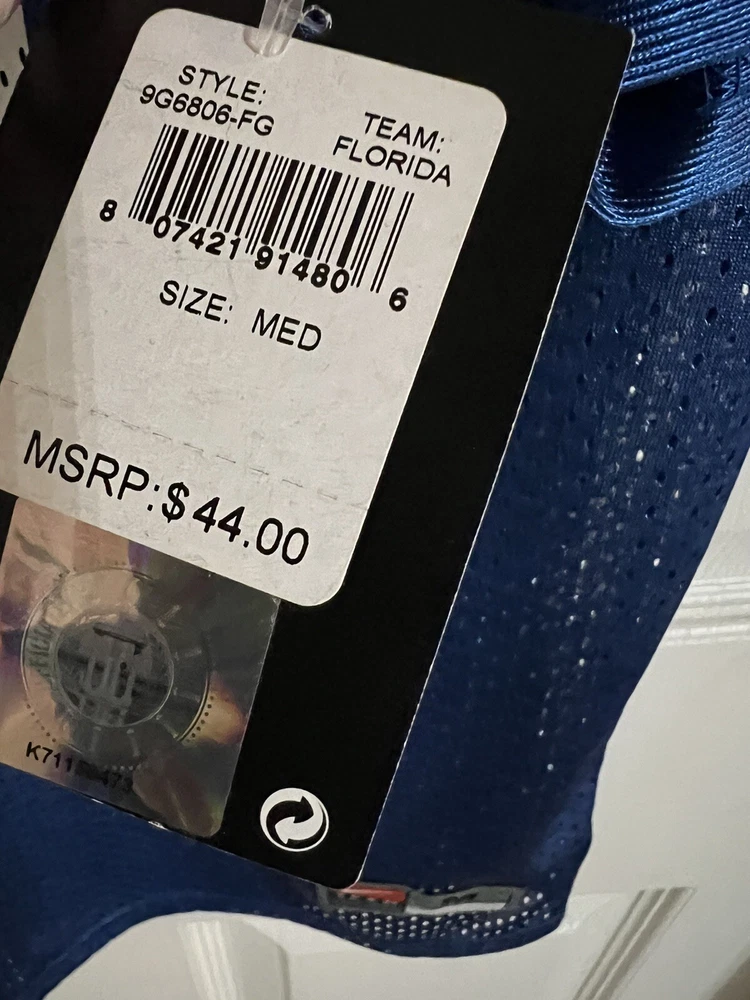 STYLE:
9G6806-FG
TEAM:
FLORIDA
8 07421 91480 6
SIZE: MED
MSRP:$44.00